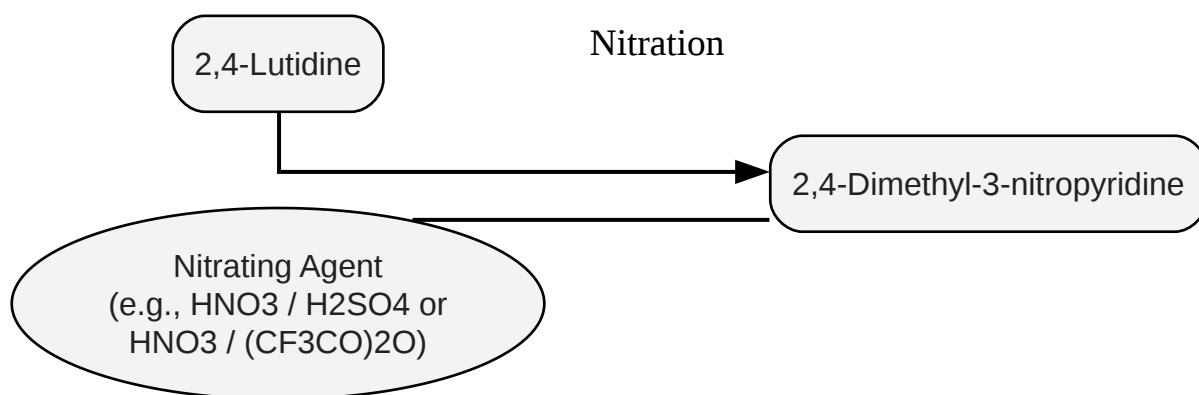 2,4-Lutidine
Nitration
2,4-Dimethyl-3-nitropyridine
Nitrating Agent
(e.g., HNO3 / H2SO4 or
HNO3 / (CF3CO)2O)